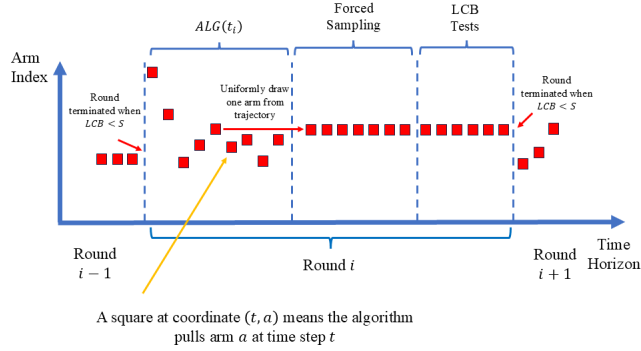 ALG(t_i)
Forced
Sampling
LCB
Tests
Arm
Index
Round
terminated when
LCB < S
Uniformly draw
one arm from
trajectory
Round
terminated when
LCB < S
Round
i − 1
Round i
Round
i + 1
Time
Horizon
A square at coordinate (t, a) means the algorithm
pulls arm a at time step t